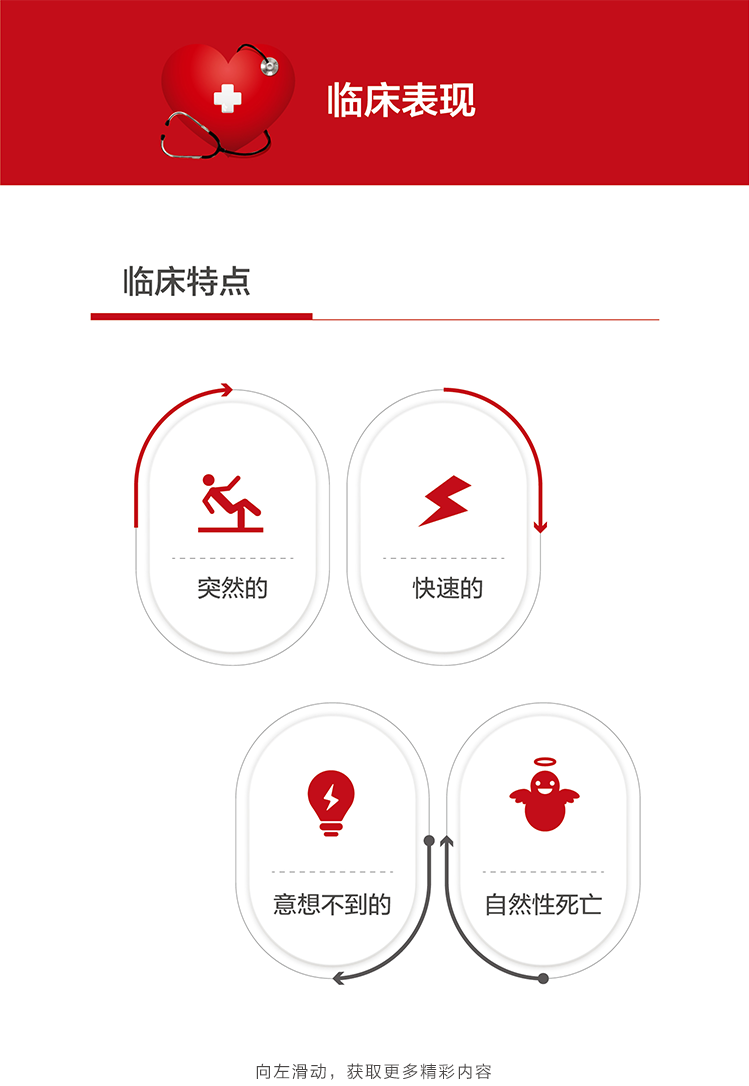 临床表现
临床特点
突然的
快速的
意想不到的
自然性死亡
向左滑动，获取更多精彩内容